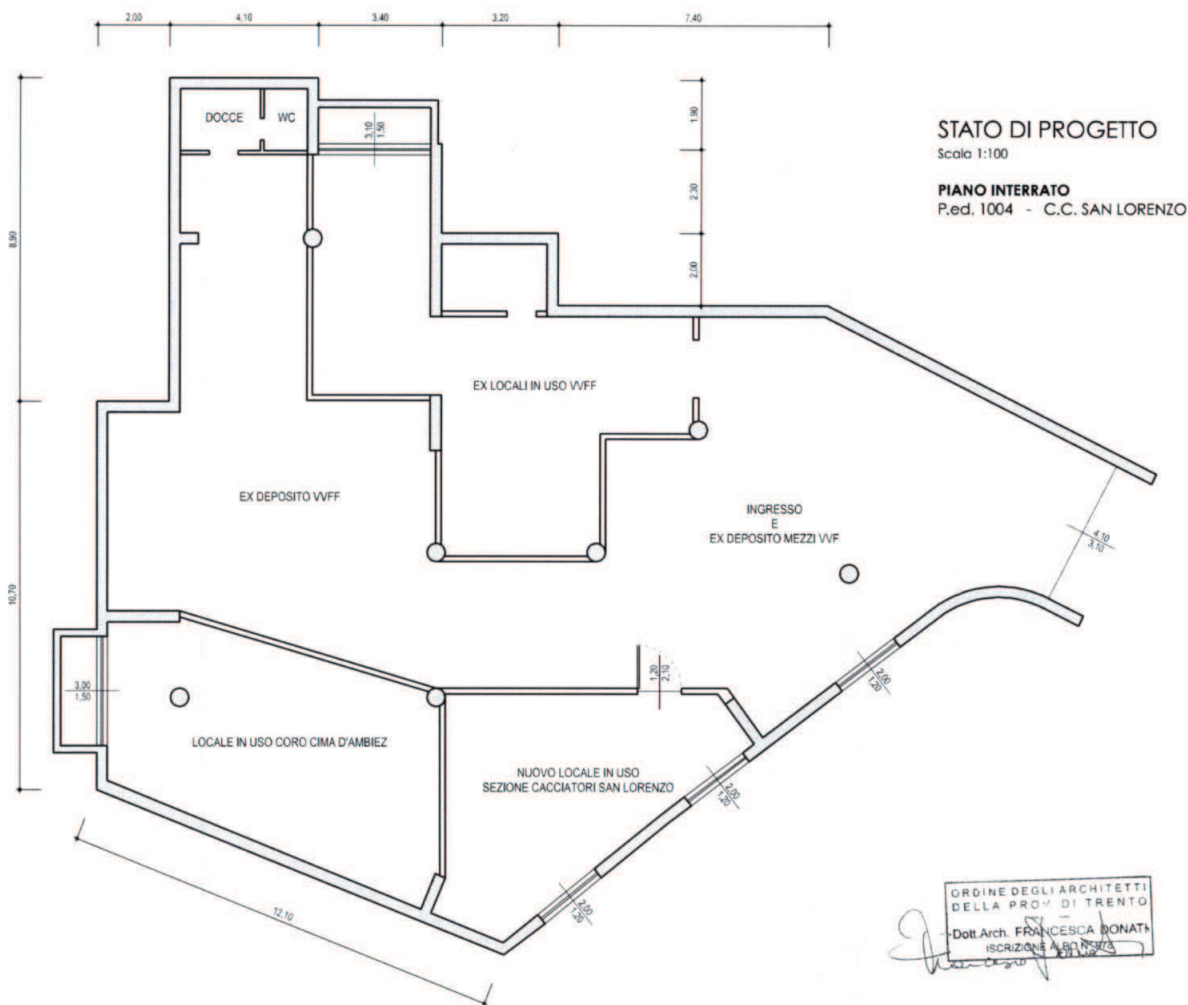 2,00
4,10
3,40
3,20
7,40
DOCCE
WC
3,10
1,50
1,90
2,30
2,00
8,90
10,70
STATO DI PROGETTO
Scala 1:100
PIANO INTERRATO
P.ed. 1004 - C.C. SAN LORENZO
EX LOCALI IN USO VVFF
EX DEPOSITO VVFF
INGRESSO
E
EX DEPOSITO MEZZI VVF
4,10
3,10
3,00
1,50
1,20
2,10
2,00
1,20
LOCALE IN USO CORO CIMA D'AMBIEZ
NUOVO LOCALE IN USO
SEZIONE CACCIATORI SAN LORENZO
2,00
1,20
2,00
1,20
12,10
ORDINE DEGLI ARCHITETTI
DELLA PROV. DI TRENTO
Dott. Arch. FRANCESCA DONATI
ISCRIZIONE ALBO N.